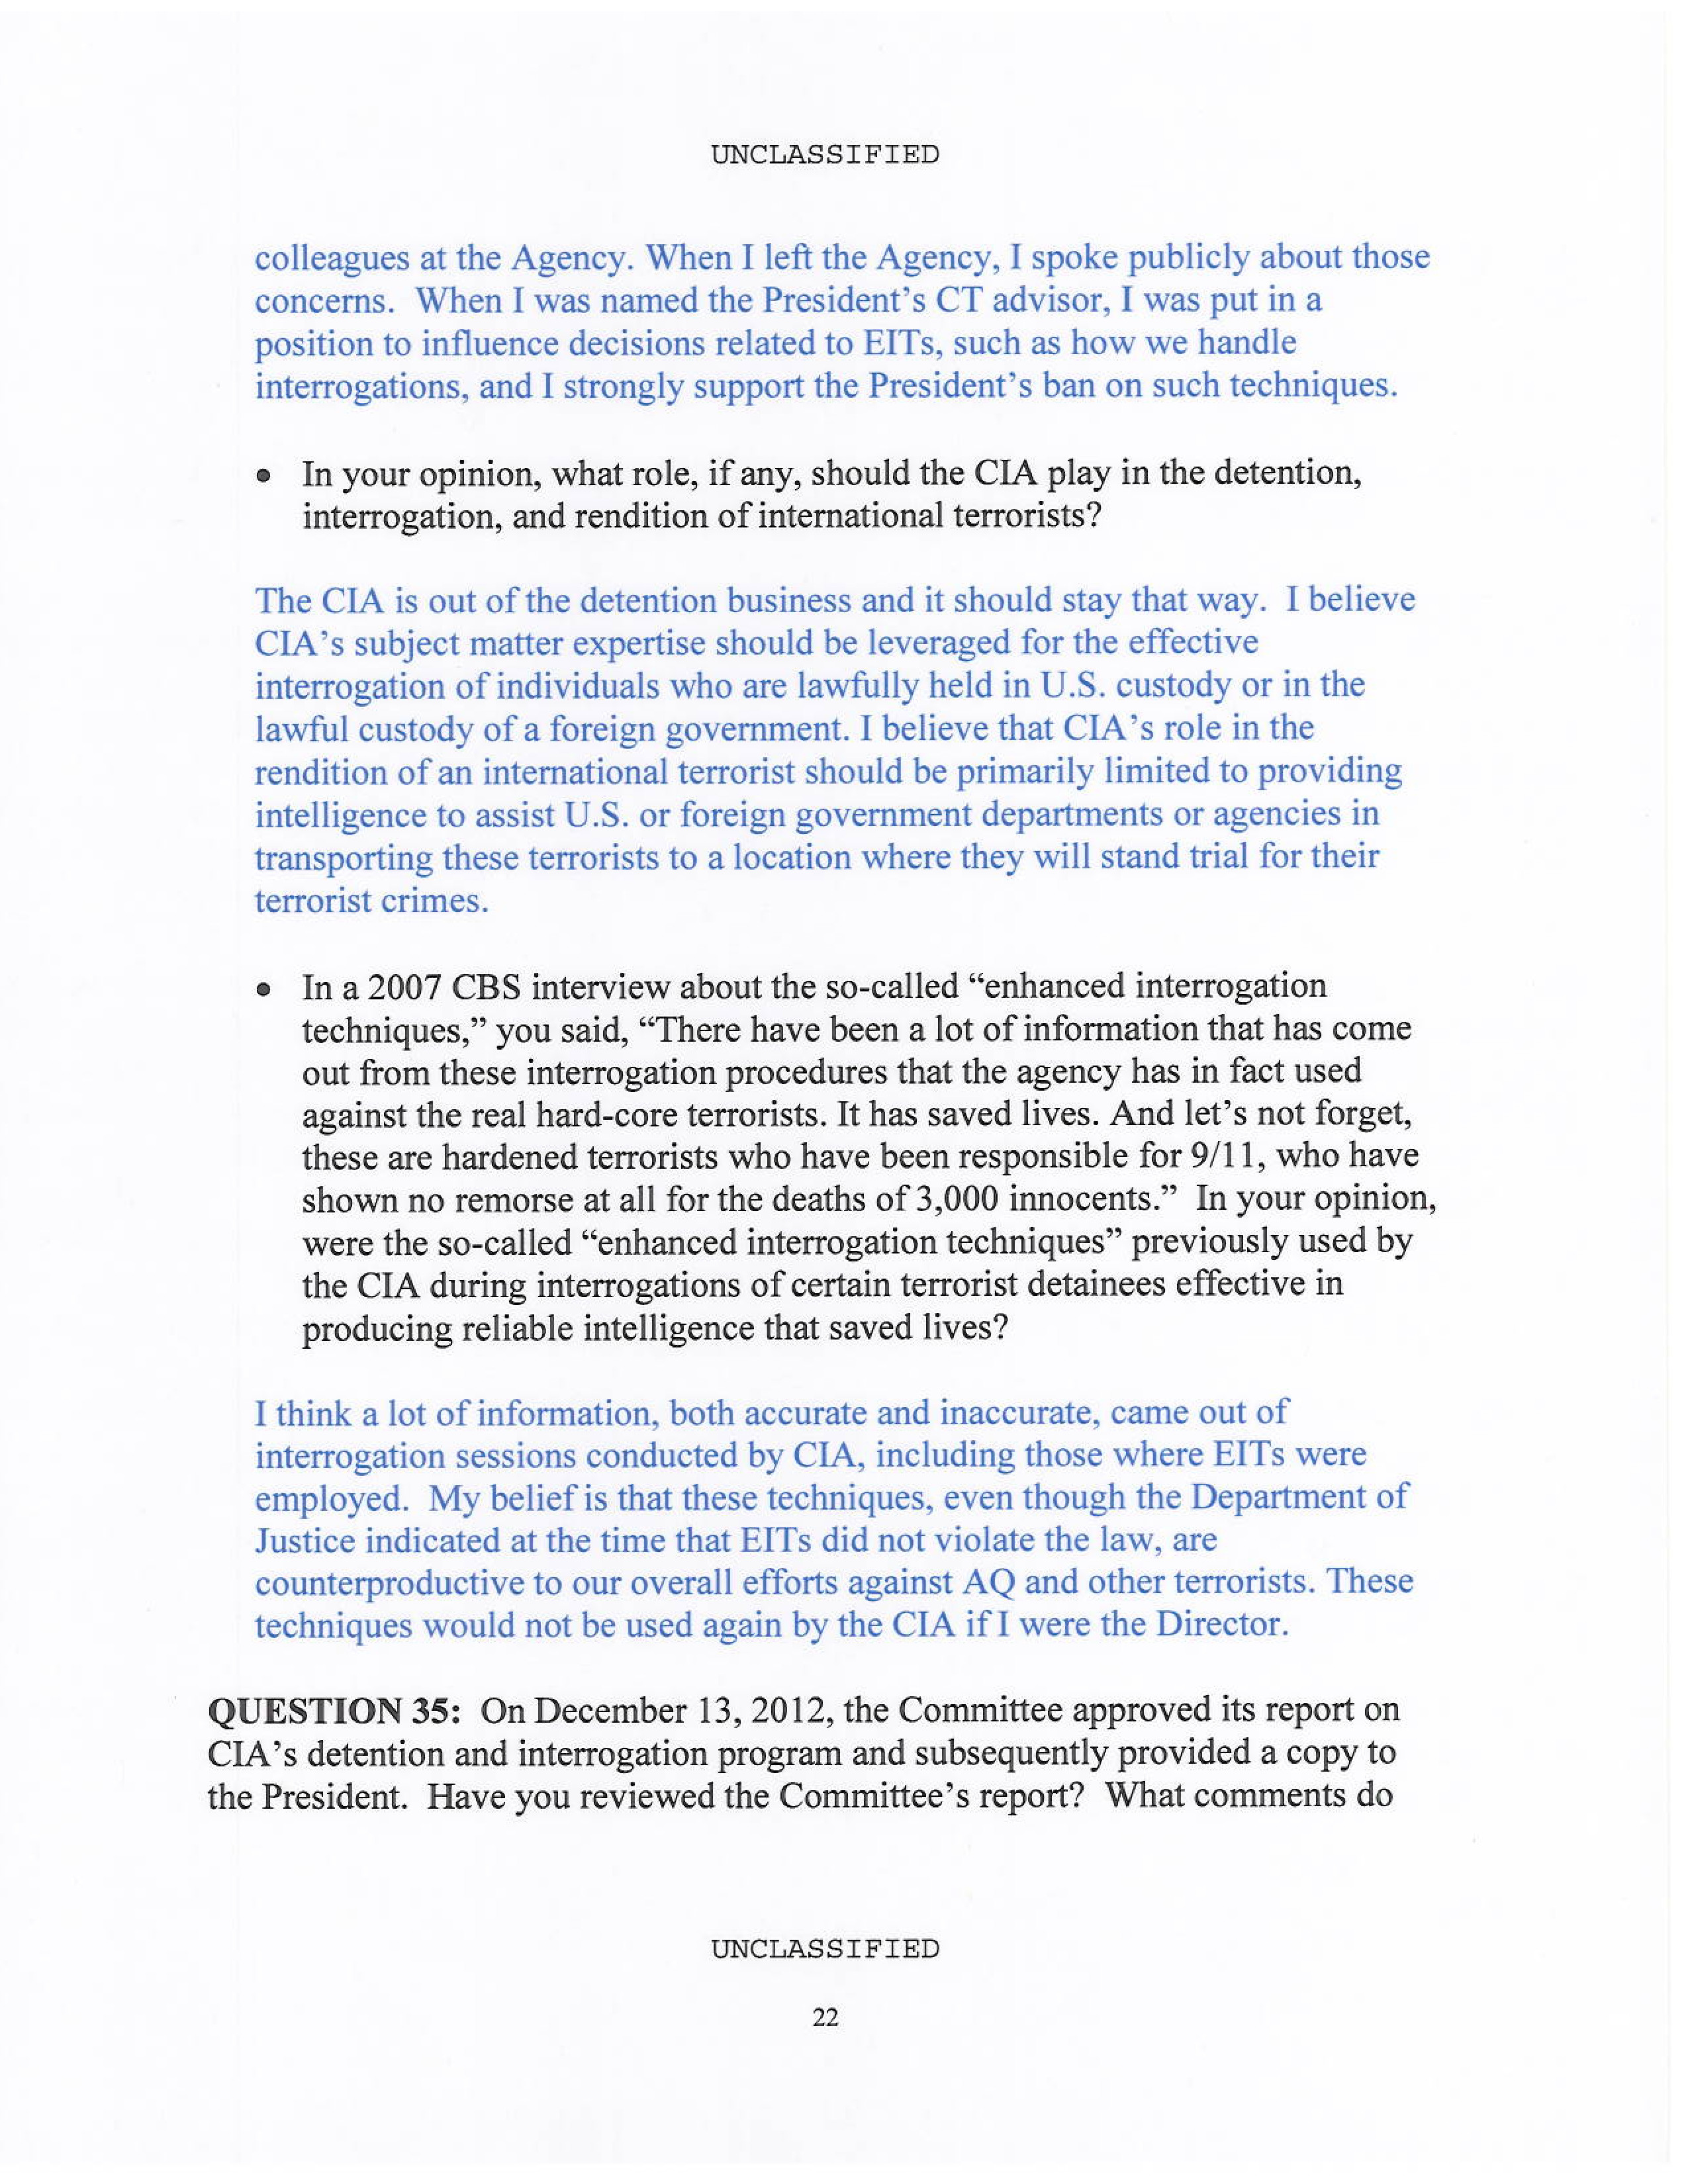 UNCLASSIFIED
colleagues at the Agency. When I left the Agency, I spoke publicly about those
concerns.  When I was named the President's CT advisor, I was put in a
position to influence decisions related to EITs, such as how we handle
interrogations, and I strongly support the President's ban on such techniques.
• In your opinion, what role, if any, should the CIA play in the detention,
interrogation, and rendition of international terrorists?
The CIA is out of the detention business and it should stay that way.  I believe
CIA's subject matter expertise should be leveraged for the effective
interrogation of individuals who are lawfully held in U.S. custody or in the
lawful custody of a foreign government. I believe that CIA's role in the
rendition of an international terrorist should be primarily limited to providing
intelligence to assist U.S. or foreign government departments or agencies in
transporting these terrorists to a location where they will stand trial for their
terrorist crimes.
• In a 2007 CBS interview about the so-called “enhanced interrogation
techniques,” you said, “There have been a lot of information that has come
out from these interrogation procedures that the agency has in fact used
against the real hard-core terrorists. It has saved lives. And let's not forget,
these are hardened terrorists who have been responsible for 9/11, who have
shown no remorse at all for the deaths of 3,000 innocents.”  In your opinion,
were the so-called “enhanced interrogation techniques” previously used by
the CIA during interrogations of certain terrorist detainees effective in
producing reliable intelligence that saved lives?
I think a lot of information, both accurate and inaccurate, came out of
interrogation sessions conducted by CIA, including those where EITs were
employed.  My belief is that these techniques, even though the Department of
Justice indicated at the time that EITs did not violate the law, are
counterproductive to our overall efforts against AQ and other terrorists. These
techniques would not be used again by the CIA if I were the Director.
QUESTION 35:  On December 13, 2012, the Committee approved its report on
CIA's detention and interrogation program and subsequently provided a copy to
the President.  Have you reviewed the Committee's report?  What comments do
UNCLASSIFIED
22